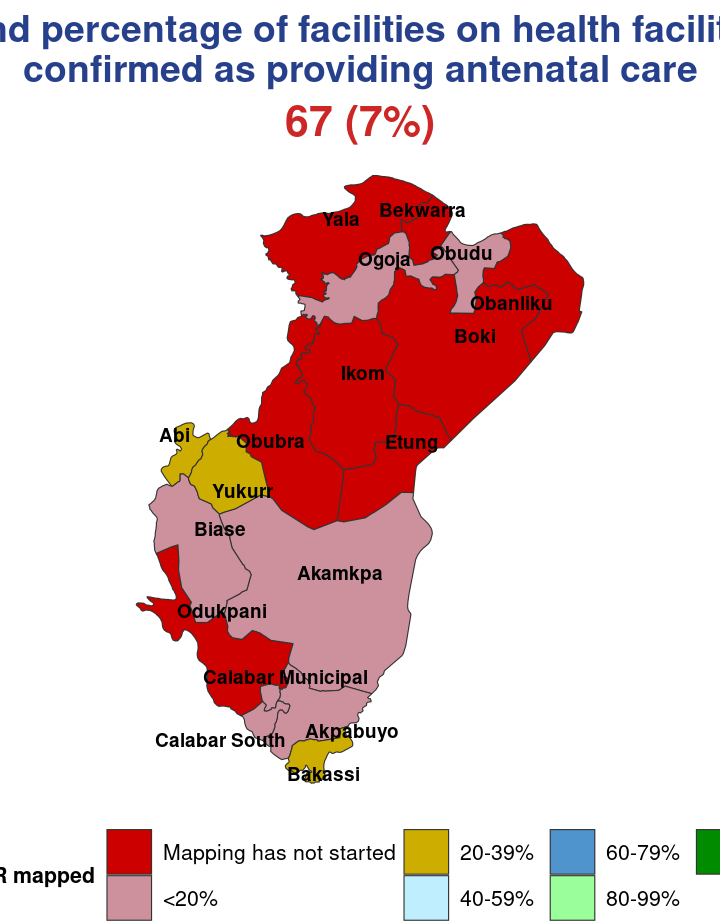 percentage of facilities on health
confirmed as providing antenatal care
67 (7%)
Yala
Bekwarra
Ogoja
Obudu
Obanliku
Boki
Ikom
Abi
Obubra
Etung
Yukurr
Biase
Akamkpa
Odukpani
Calabar Municipal
Akpabuyo
Calabar South
Bakassi
mapped
Mapping has not started
<20%
20-39%
40-59%
60-79%
80-99%